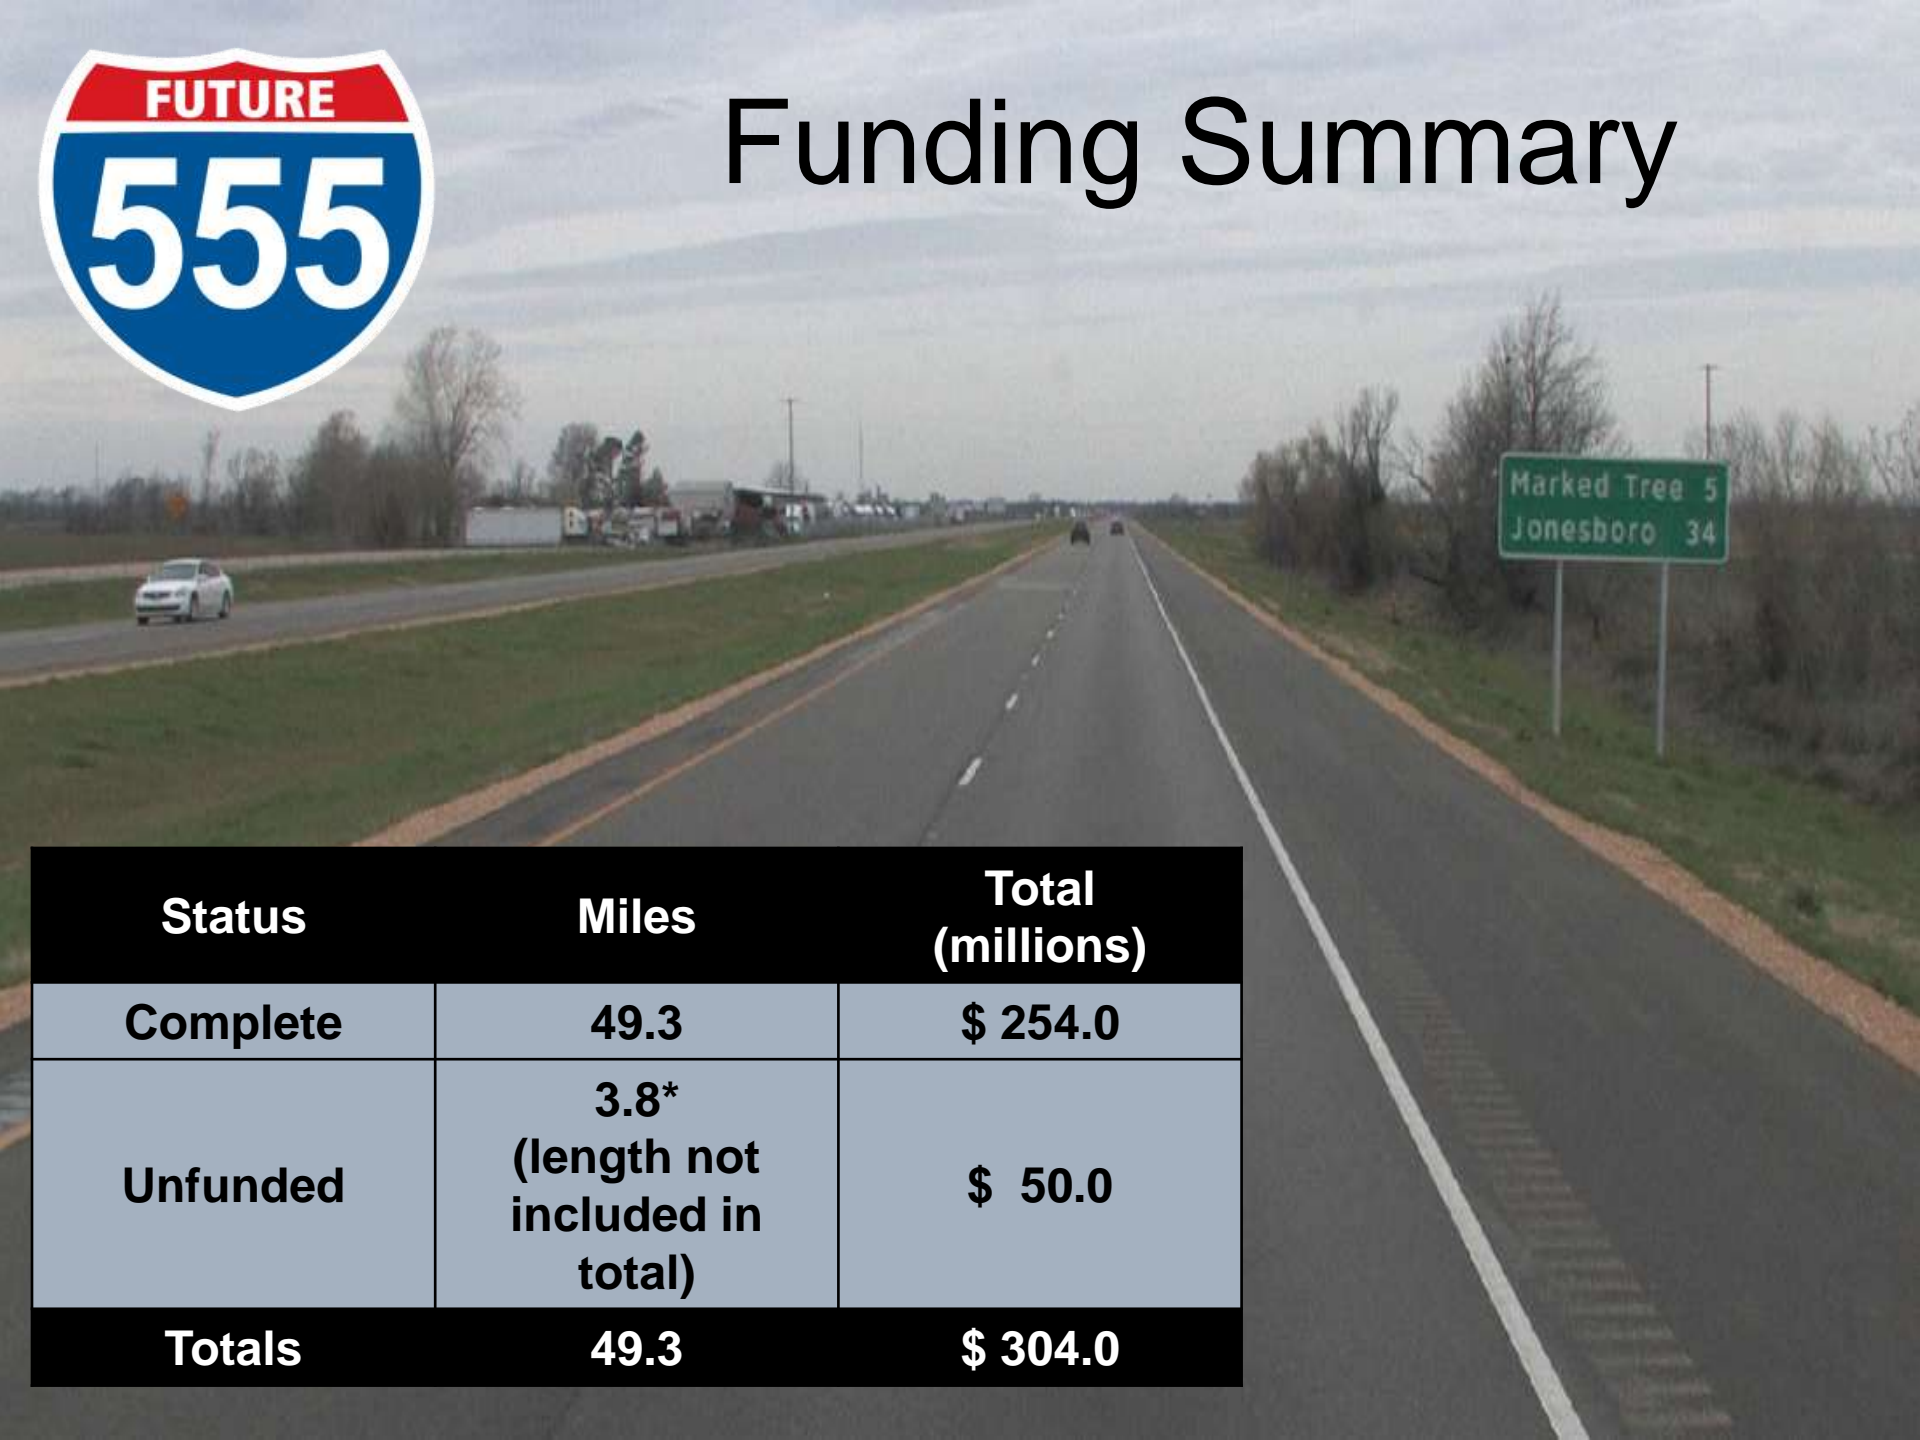 FUTURE
555
Funding Summary
Marked Tree 5
Jonesboro 34
Status Miles Total
(millions)
Complete 49.3 $ 254.0
Unfunded 3.8*
(length not
included in
total) $ 50.0
Totals 49.3 $ 304.0